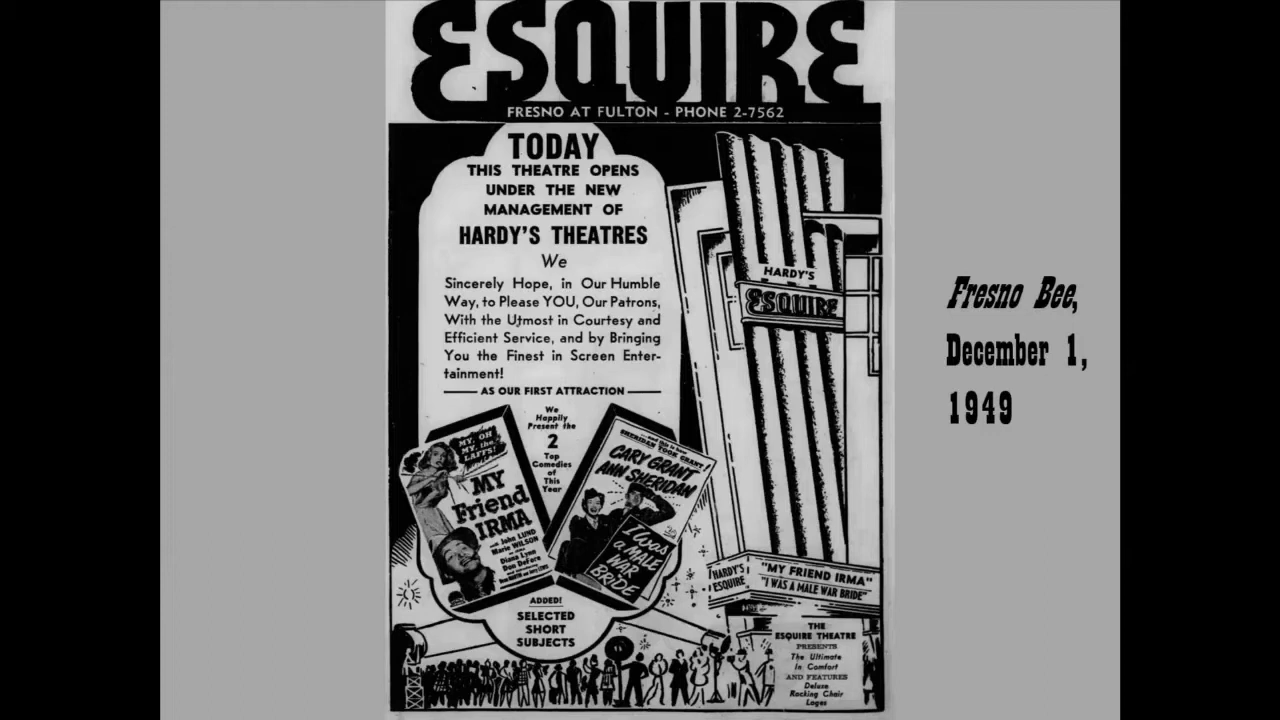 ESQUIRE
FRESNO AT FULTON - PHONE 2-7562
TODAY
THIS THEATRE OPENS
UNDER THE NEW
MANAGEMENT OF
HARDY'S THEATRES
We
Sincerely Hope, in Our Humble
Way, to Please YOU, Our Patrons,
With the Utmost in Courtesy and
Efficient Service, and by Bringing
You the Finest in Screen Enter-
tainment!
AS OUR FIRST ATTRACTION
We
Happily
Present the
2
Top
Comedies
of
This
Year
MY, OH
MY, the
LAFFS!
MY
Friend
IRMA
with John LUND
Marie WILSON
Diana Lynn
Don DeFore
SHERIDAN TOOK GRANT!
CARY GRANT
ANN SHERIDAN
I Was
a MALE
WAR
BRIDE
ADDED!
SELECTED
SHORT
SUBJECTS
HARDY'S
ESQUIRE
HARDY'S
ESQUIRE
"MY FRIEND IRMA"
"I WAS A MALE WAR BRIDE"
THE
ESQUIRE THEATRE
PRESENTS
The Ultimate
In Comfort
AND FEATURES
Deluxe
Rocking Chair
Loges
Fresno Bee,
December 1,
1949